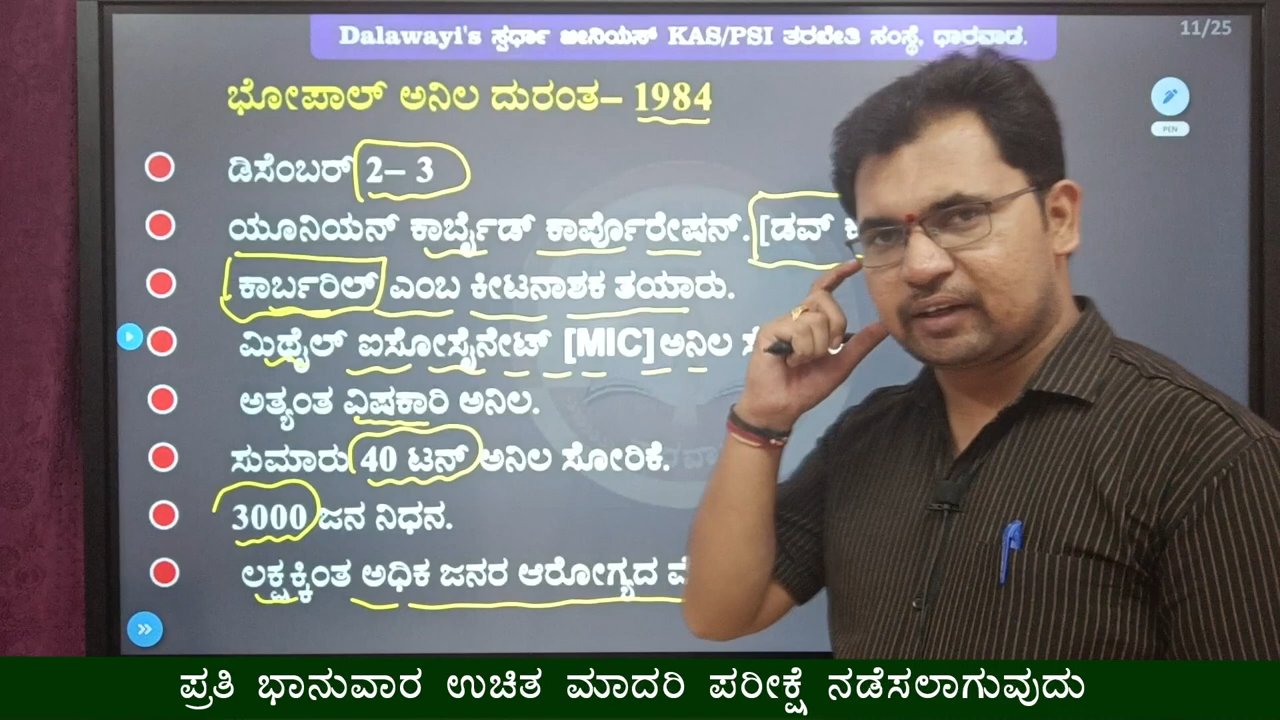 Dalawayi's ಸ್ಪರ್ಧಾ ಜೀನಿಯಸ್ KAS/PSI ತರಬೇತಿ ಸಂಸ್ಥೆ, ಧಾರವಾಡ.
11/25
ಭೋಪಾಲ್ ಅನಿಲ ದುರಂತ– 1984
PEN
ಡಿಸೆಂಬರ್ 2– 3
ಯೂನಿಯನ್ ಕಾರ್ಬೈಡ್ ಕಾರ್ಪೊರೇಷನ್. [ಡವ್
ಕಾರ್ಬರಿಲ್ ಎಂಬ ಕೀಟನಾಶಕ ತಯಾರು.
ಮಿಥೈಲ್ ಐಸೋಸೈನೇಟ್ [MIC] ಅನಿಲ
ಅತ್ಯಂತ ವಿಷಕಾರಿ ಅನಿಲ.
ಸುಮಾರು 40 ಟನ್ ಅನಿಲ ಸೋರಿಕೆ.
3000 ಜನ ನಿಧನ.
ಲಕ್ಷಕ್ಕಿಂತ ಅಧಿಕ ಜನರ ಆರೋಗ್ಯದ
ಪ್ರತಿ ಭಾನುವಾರ ಉಚಿತ ಮಾದರಿ ಪರೀಕ್ಷೆ ನಡೆಸಲಾಗುವುದು